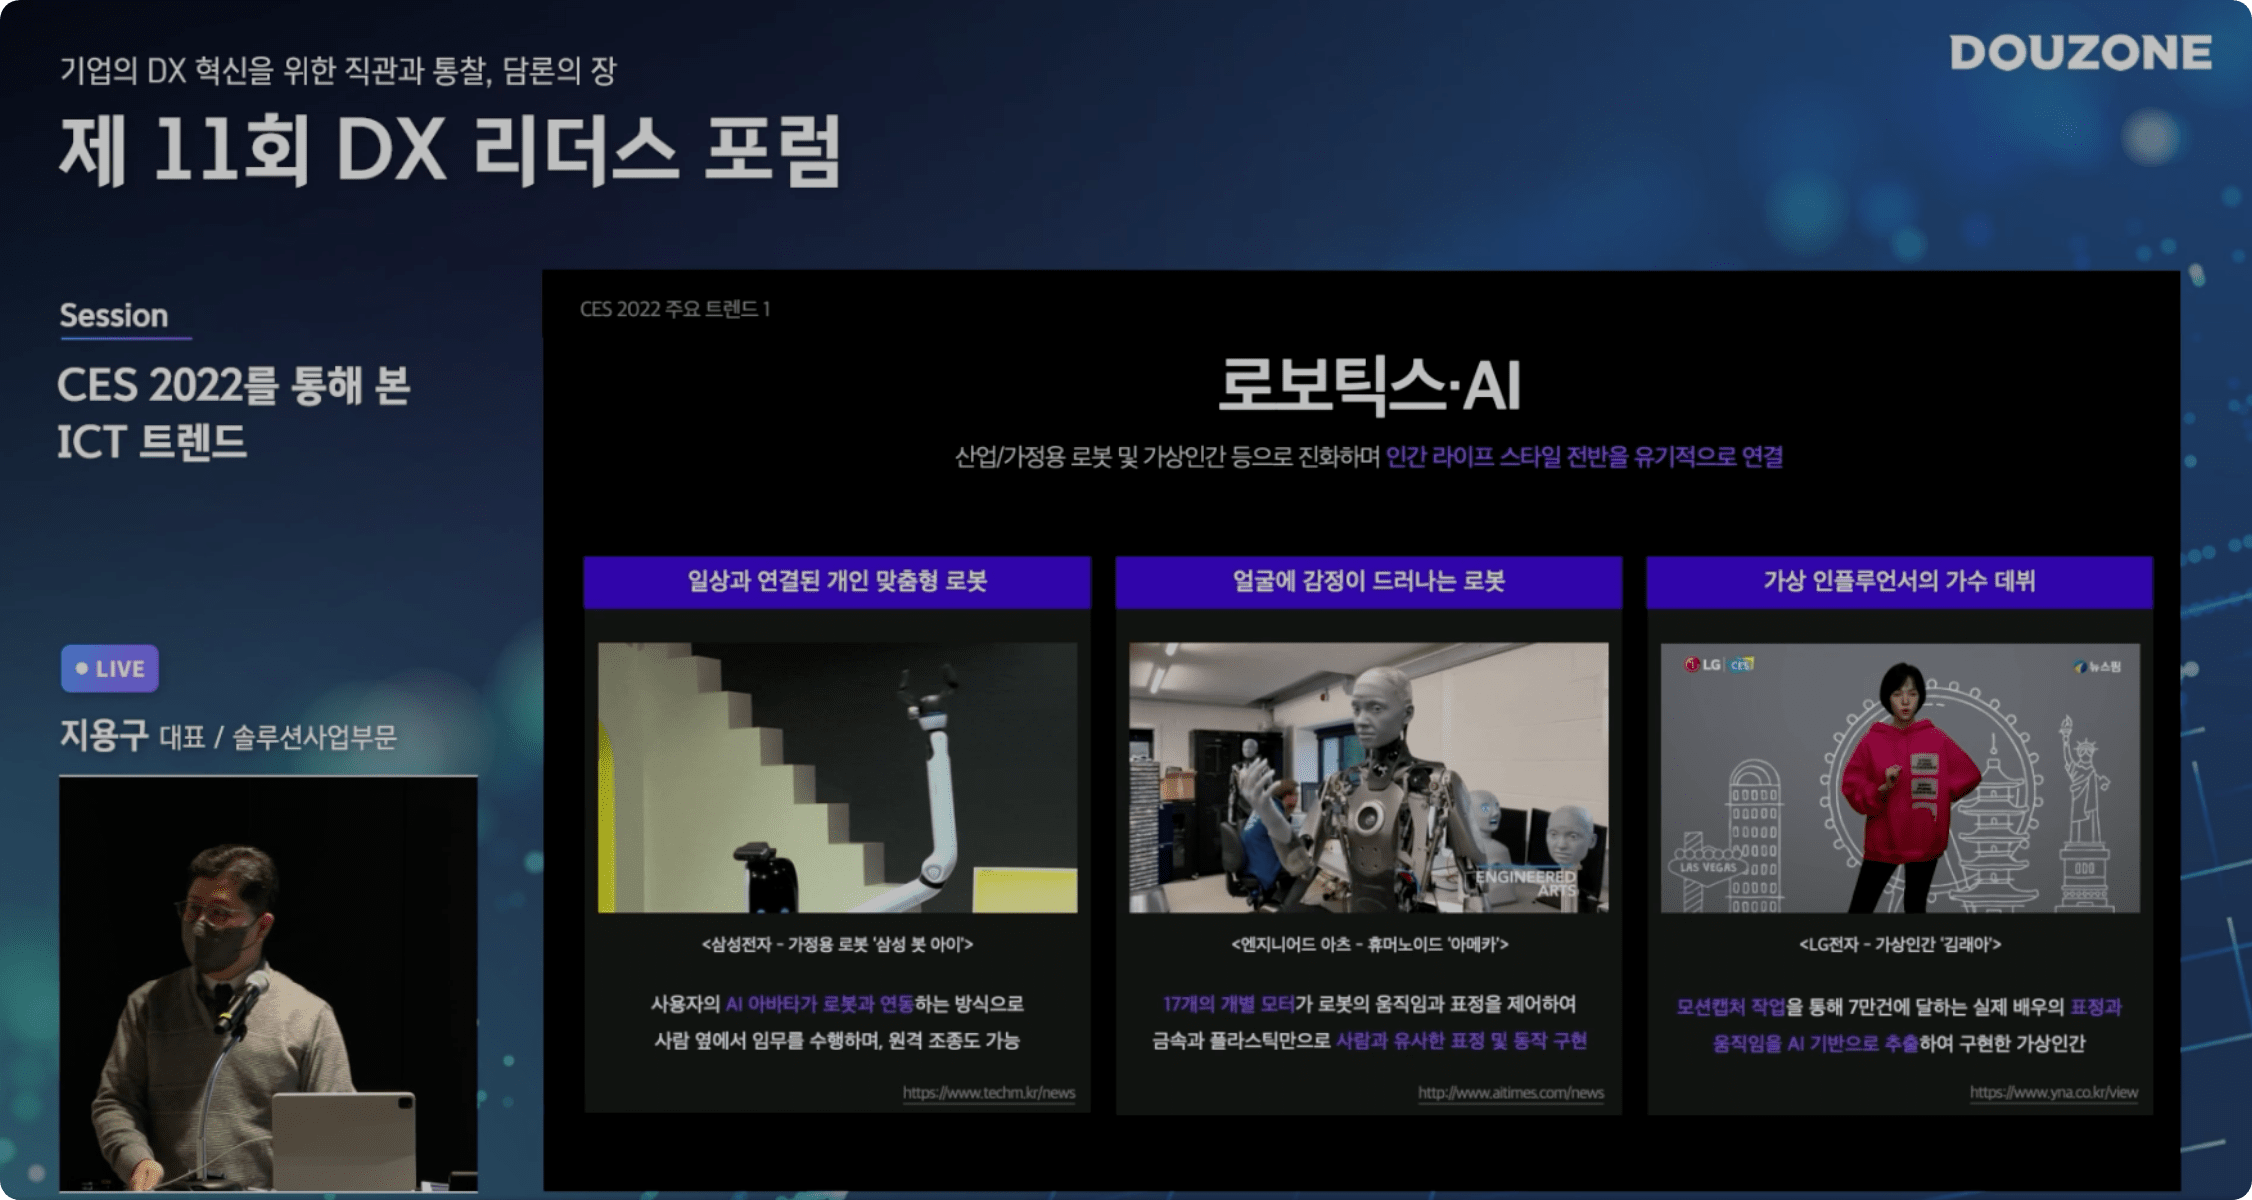 기업의 DX 혁신을 위한 직관과 통찰, 담론의 장
제 11회 DX 리더스 포럼
DOUZONE
Session
CES 2022를 통해 본
ICT 트렌드
LIVE
지용구 대표 / 솔루션사업부문
CES 2022 주요 트렌드 1
로보틱스·AI
산업/가정용 로봇 및 가상인간 등으로 진화하며 인간 라이프 스타일 전반을 유기적으로 연결
일상과 연결된 개인 맞춤형 로봇
<삼성전자 - 가정용 로봇 '삼성 봇 아이'>
사용자의 AI 아바타가 로봇과 연동하는 방식으로
사람 옆에서 임무를 수행하며, 원격 조종도 가능
https://www.techm.kr/news
얼굴에 감정이 드러나는 로봇
ENGINEERED
ARTS
<엔지니어드 아츠 - 휴머노이드 '아메카'>
17개의 개별 모터가 로봇의 움직임과 표정을 제어하여
금속과 플라스틱만으로 사람과 유사한 표정 및 동작 구현
http://www.aitimes.com/news
가상 인플루언서의 가수 데뷔
LG CES
뉴스핌
LAS VEGAS
<LG전자 - 가상인간 '김래아'>
모션캡처 작업을 통해 7만건에 달하는 실제 배우의 표정과
움직임을 AI 기반으로 추출하여 구현한 가상인간
https://www.yna.co.kr/view